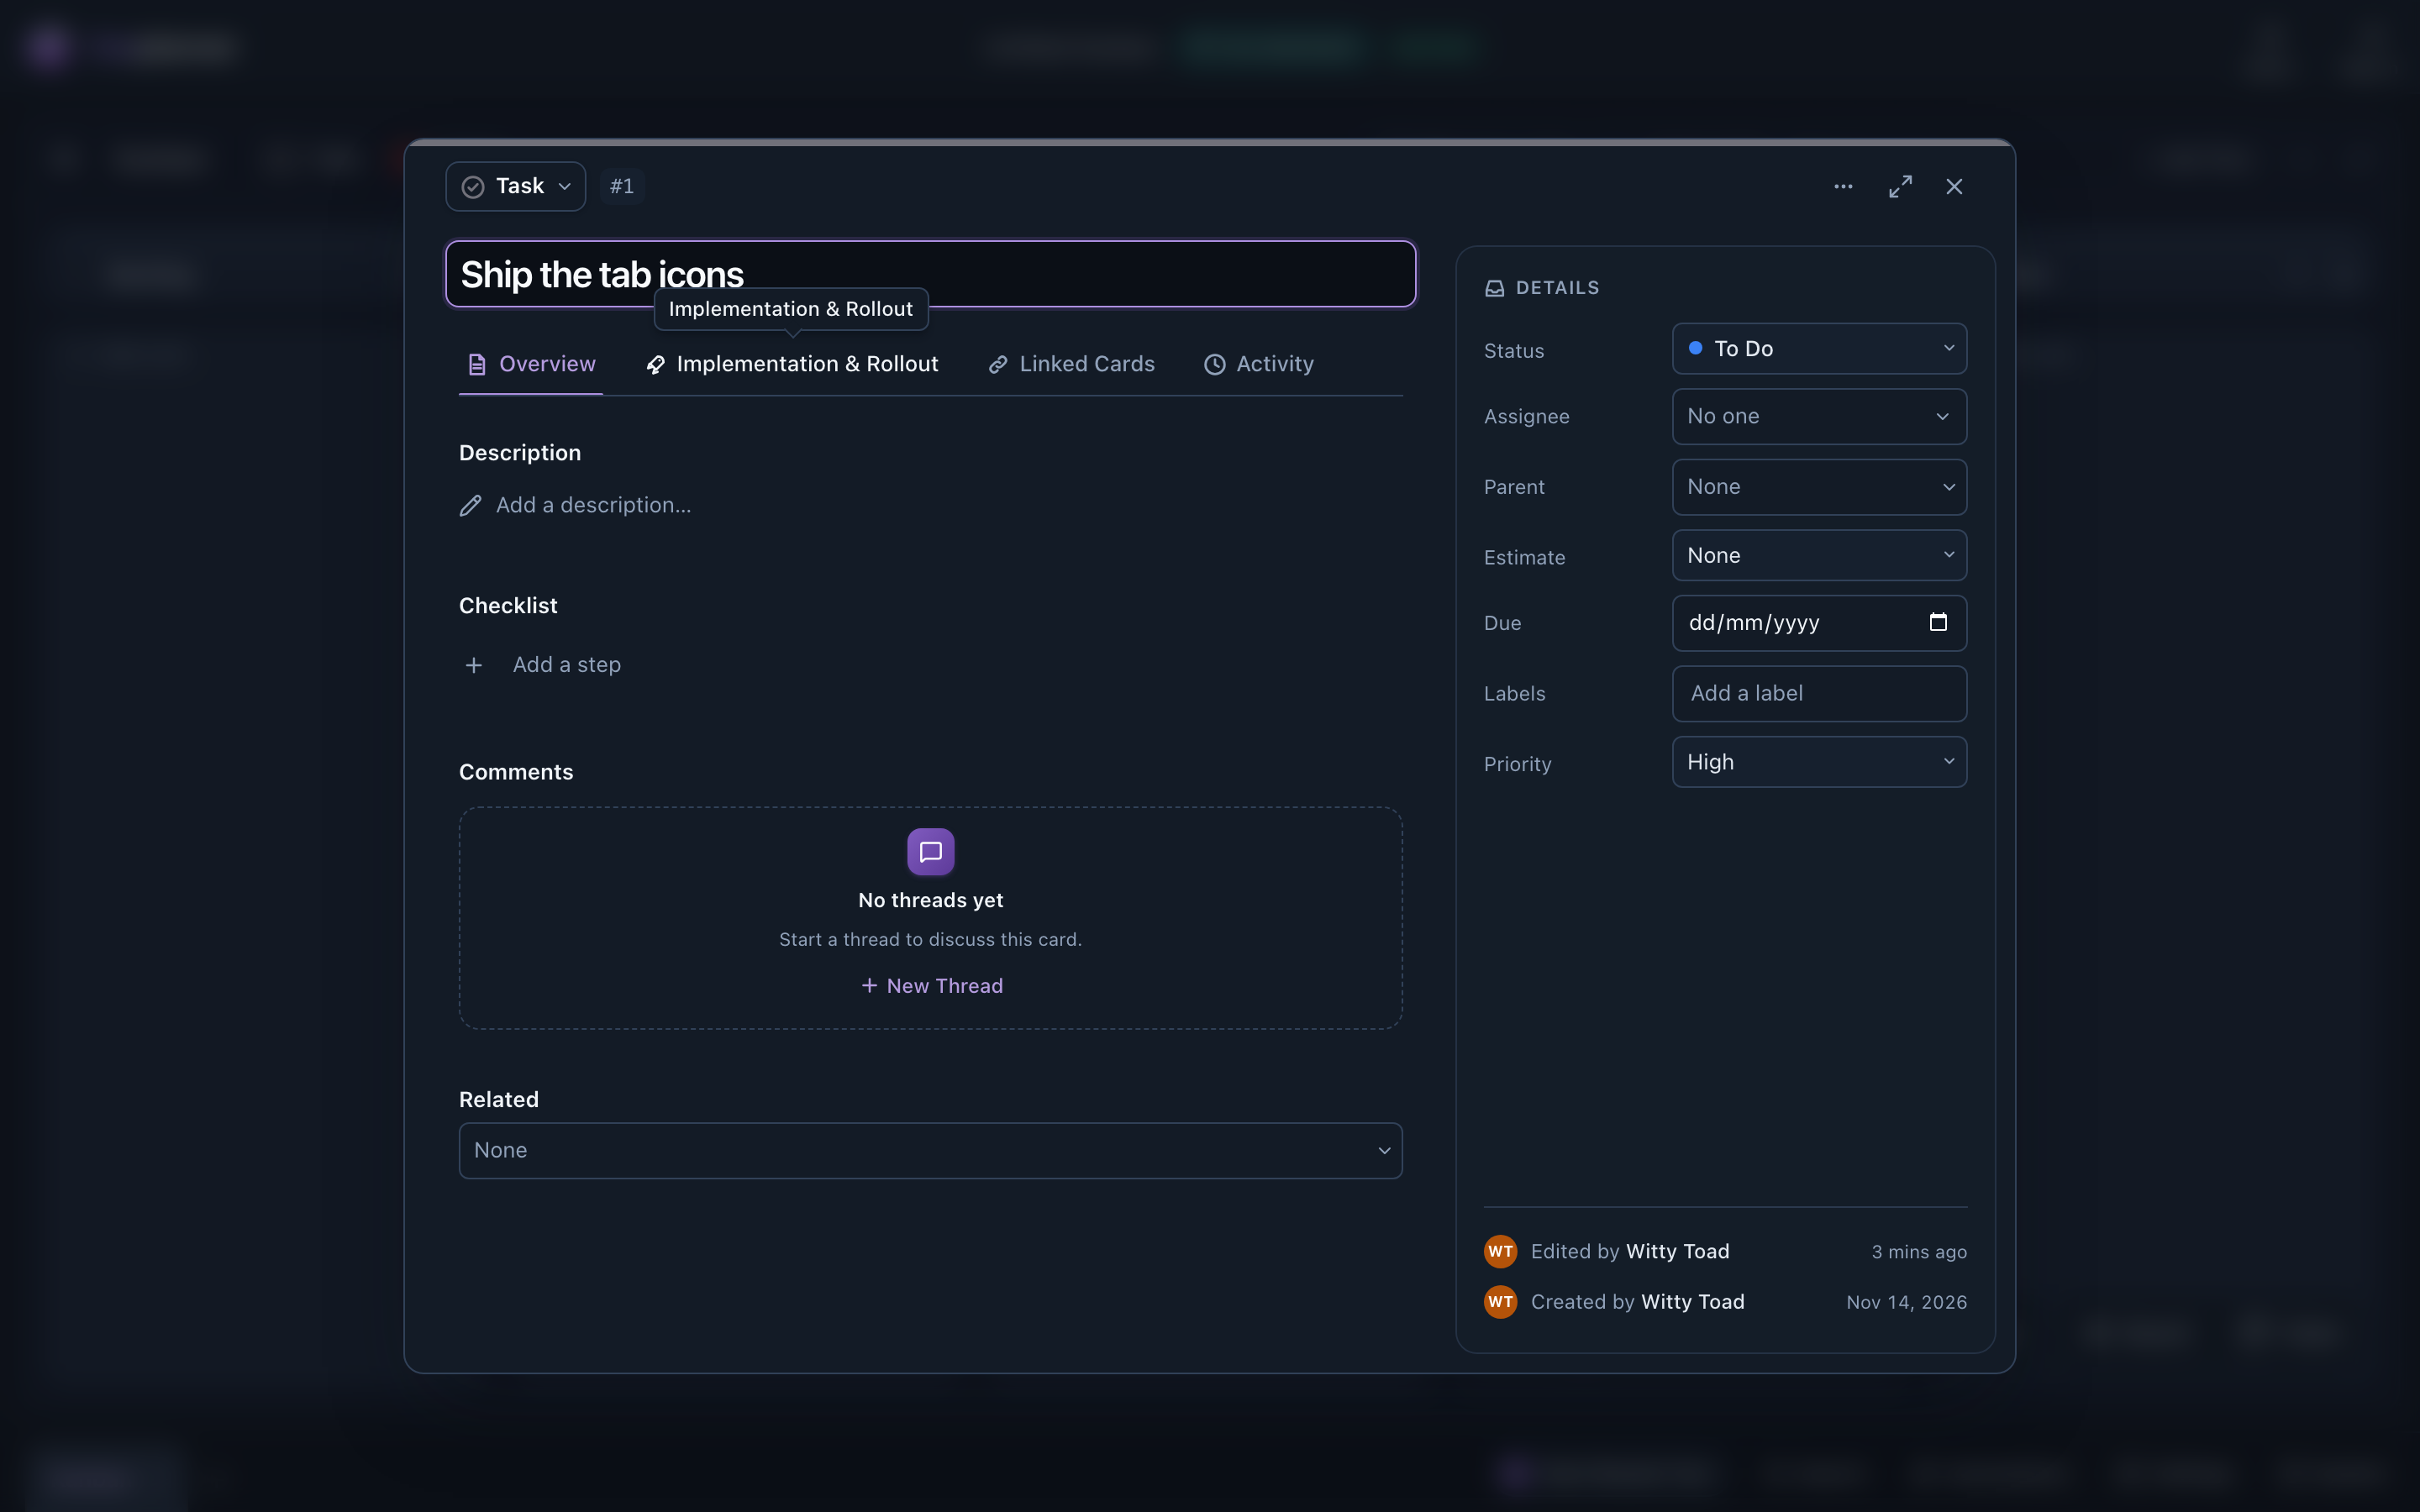 Task
#1
Ship the tab icons
Implementation & Rollout
Overview
Implementation & Rollout
Linked Cards
Activity
Description
Add a description...
Checklist
Add a step
Comments
No threads yet
Start a thread to discuss this card.
+ New Thread
Related
None
DETAILS
Status
To Do
Assignee
No one
Parent
None
Estimate
None
Due
dd/mm/yyyy
Labels
Add a label
Priority
High
WT Edited by Witty Toad 3 mins ago
WT Created by Witty Toad Nov 14, 2026